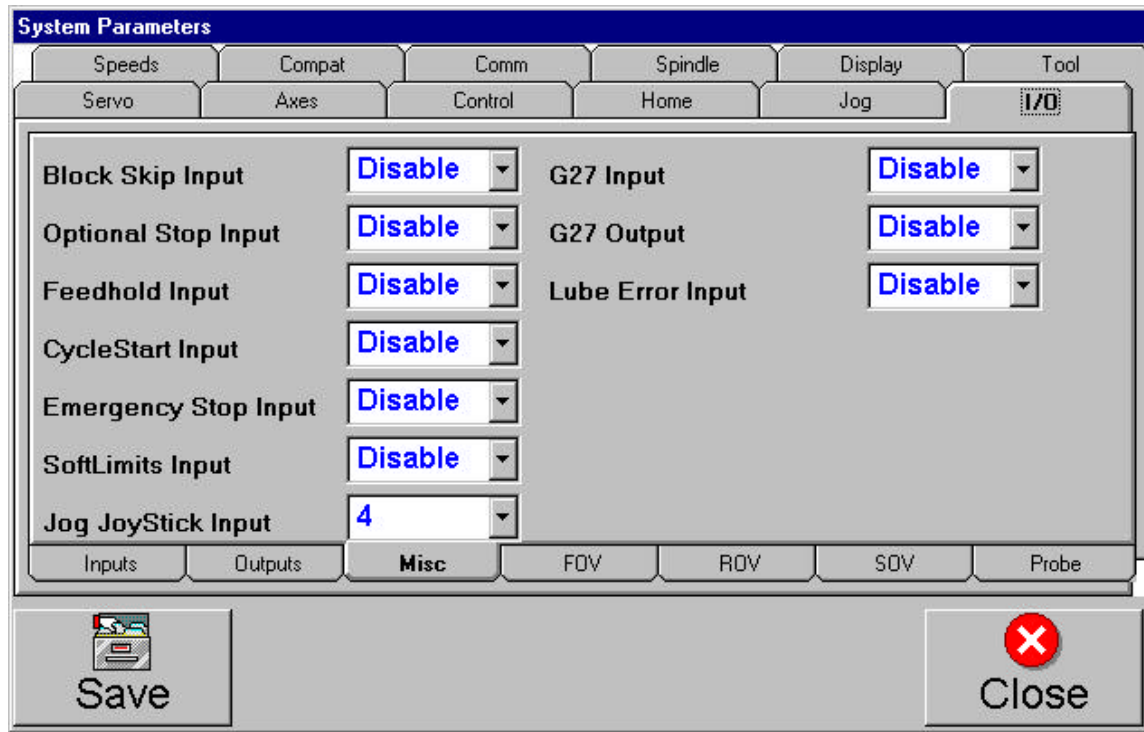 System Parameters
Speeds Compat Comm Spindle Display Tool
Servo Axes Control Home Jog I/O
Block Skip Input Disable G27 Input Disable
Optional Stop Input Disable G27 Output Disable
Feedhold Input Disable Lube Error Input Disable
CycleStart Input Disable
Emergency Stop Input Disable
SoftLimits Input Disable
Jog JoyStick Input 4
Inputs Outputs Misc FOV ROV SOV Probe
Save Close